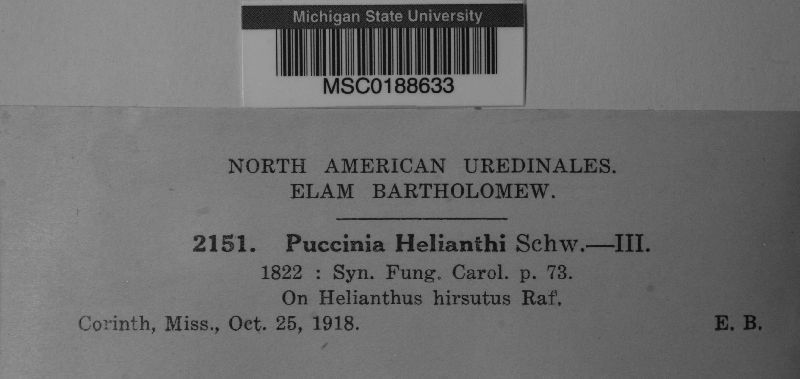 Michigan State University
MSC0188633
NORTH AMERICAN UREDINALES.
ELAM BARTHOLOMEW.
2151. Puccinia Helianthi Schw.—III.
1822 : Syn. Fung. Carol. p. 73.
On Helianthus hirsutus Raf.
Corinth, Miss., Oct. 25, 1918. E. B.